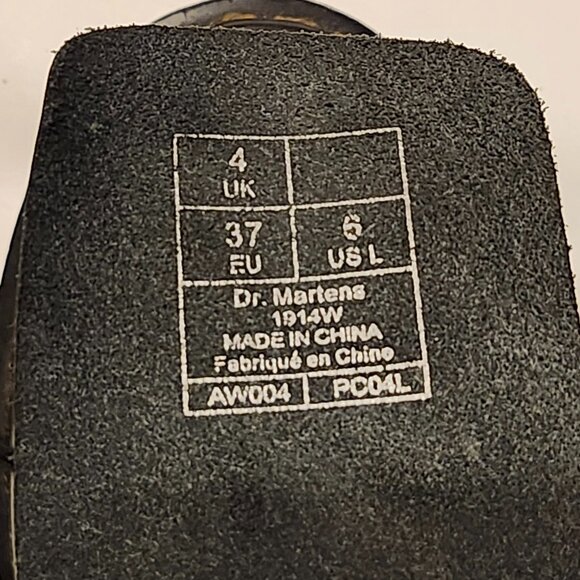 4
UK
37
EU
6
US L
Dr. Martens
1914W
MADE IN CHINA
Fabriqué en Chine
AW004
PC04L